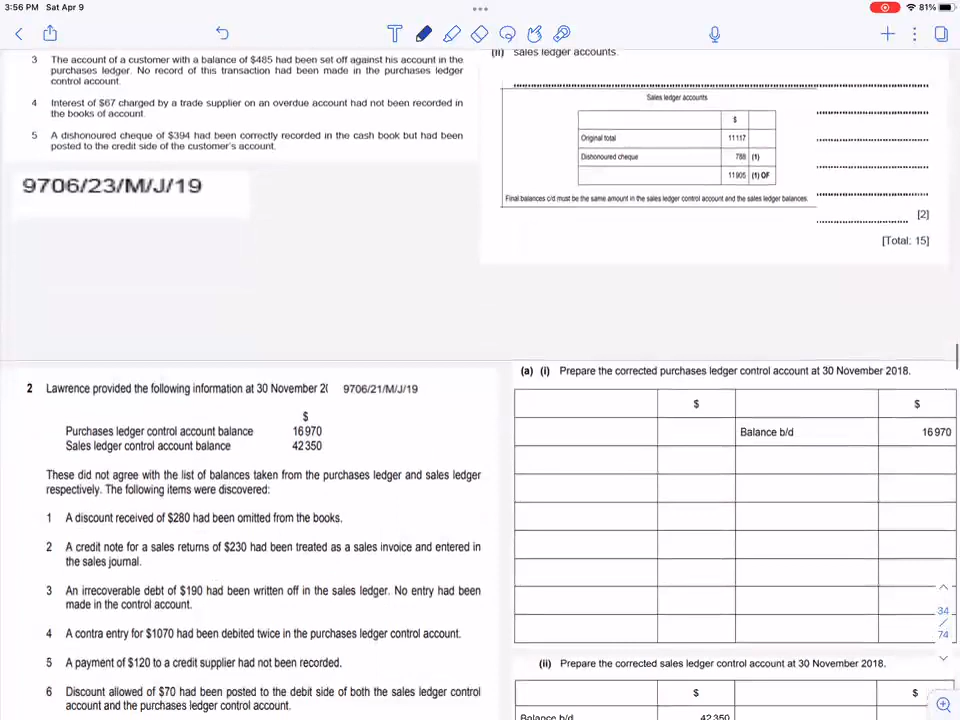 3:56 PM Sat Apr 9
81%
3 The account of a customer with a balance of $485 had been set off against his account in the
purchases ledger. No record of this transaction had been made in the purchases ledger
control account.
4 Interest of $67 charged by a trade supplier on an overdue account had not been recorded in
the books of account.
5 A dishonoured cheque of $394 had been correctly recorded in the cash book but had been
posted to the credit side of the customer's account.
9706/23/M/J/19
(ii) sales ledger accounts.
Sales ledger accounts
$
Original total 11117
Dishonoured cheque 788 (1)
11905 (1) OF
Final balances c/d must be the same amount in the sales ledger control account and the sales ledger balances.
[2]
[Total: 15]
2 Lawrence provided the following information at 30 November 20 9706/21/M/J/19
$
Purchases ledger control account balance 16970
Sales ledger control account balance 42350
These did not agree with the list of balances taken from the purchases ledger and sales ledger
respectively. The following items were discovered:
1 A discount received of $280 had been omitted from the books.
2 A credit note for a sales returns of $230 had been treated as a sales invoice and entered in
the sales journal.
3 An irrecoverable debt of $190 had been written off in the sales ledger. No entry had been
made in the control account.
4 A contra entry for $1070 had been debited twice in the purchases ledger control account.
5 A payment of $120 to a credit supplier had not been recorded.
6 Discount allowed of $70 had been posted to the debit side of both the sales ledger control
account and the purchases ledger control account.
(a) (i) Prepare the corrected purchases ledger control account at 30 November 2018.
$ $
Balance b/d 16970
34
/
74
(ii) Prepare the corrected sales ledger control account at 30 November 2018.
$ $
Balance b/d 42350